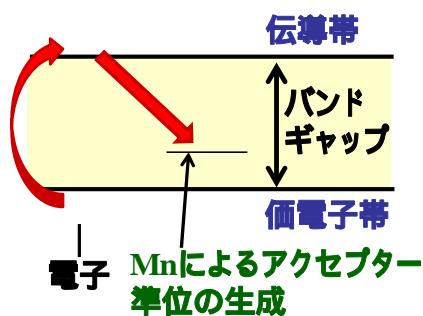 伝導帯
バンド
ギャップ
価電子帯
電子
Mnによるアクセプター
準位の生成